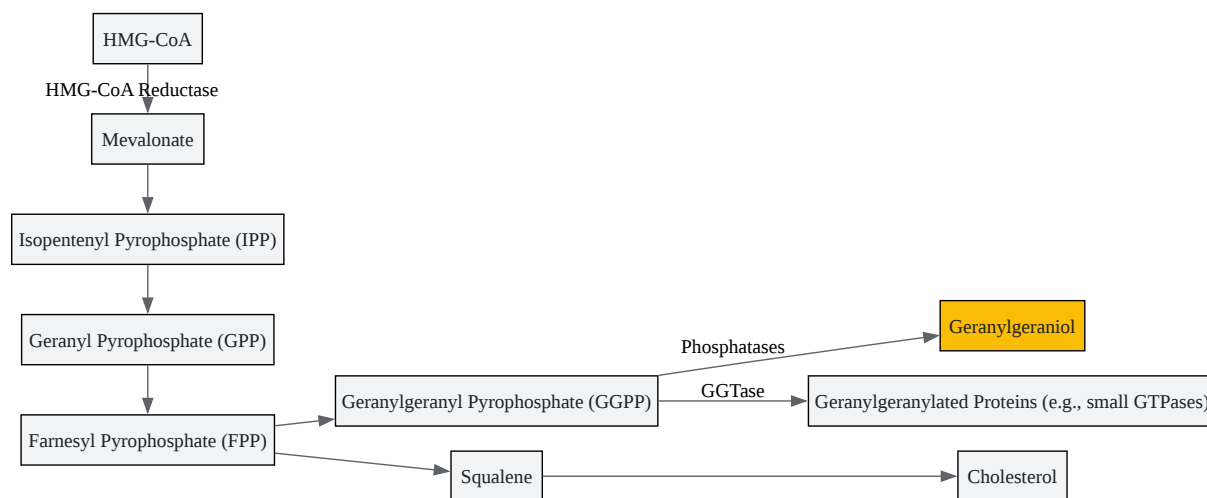 HMG-CoA
HMG-CoA Reductase
Mevalonate
Isopentenyl Pyrophosphate (IPP)
Geranyl Pyrophosphate (GPP)
Farnesyl Pyrophosphate (FPP)
Geranylgeranyl Pyrophosphate (GGPP)
Phosphatases
Geranylgeraniol
GGTase
Geranylgeranylated Proteins (e.g., small GTPases)
Squalene
Cholesterol